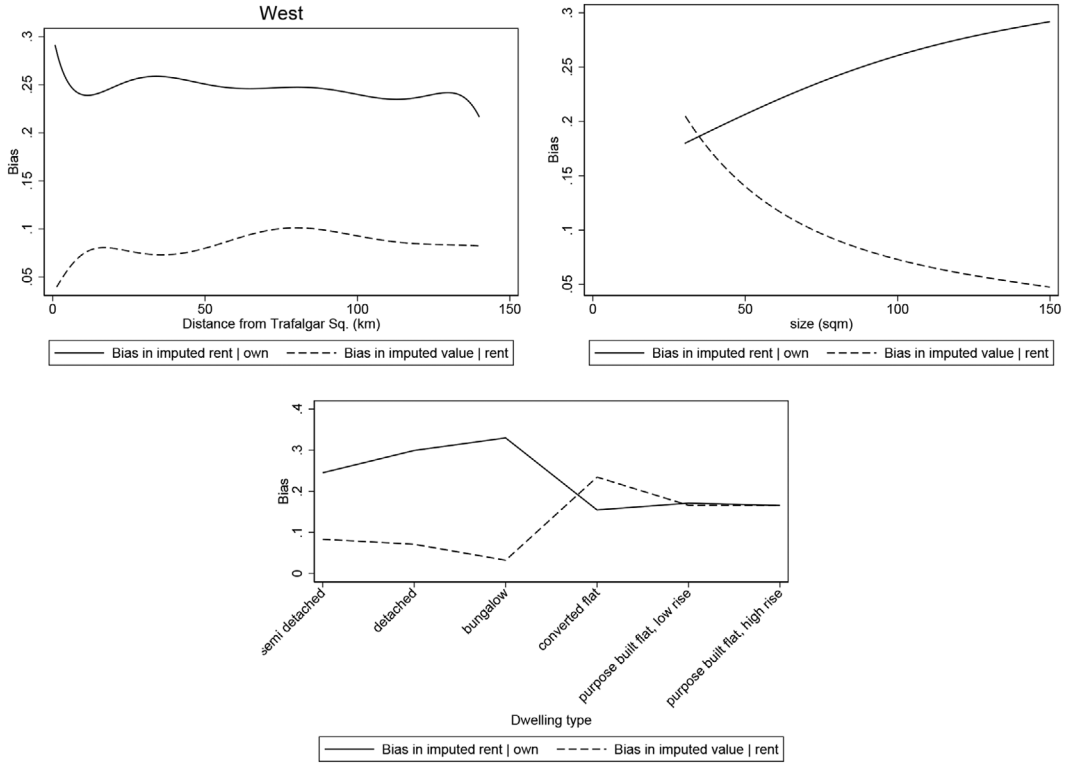 West
.3
.25
.2
.15
.1
.05
Bias
0 50 100 150
Distance from Trafalgar Sq. (km)
Bias in imputed rent | own Bias in imputed value | rent
.3
.25
.2
.15
.1
.05
Bias
0 50 100 150
size (sqm)
Bias in imputed rent | own Bias in imputed value | rent
.4
.3
.2
.1
0
Bias
semi detached
detached
bungalow
converted flat
purpose built flat, low rise
purpose built flat, high rise
Dwelling type
Bias in imputed rent | own Bias in imputed value | rent